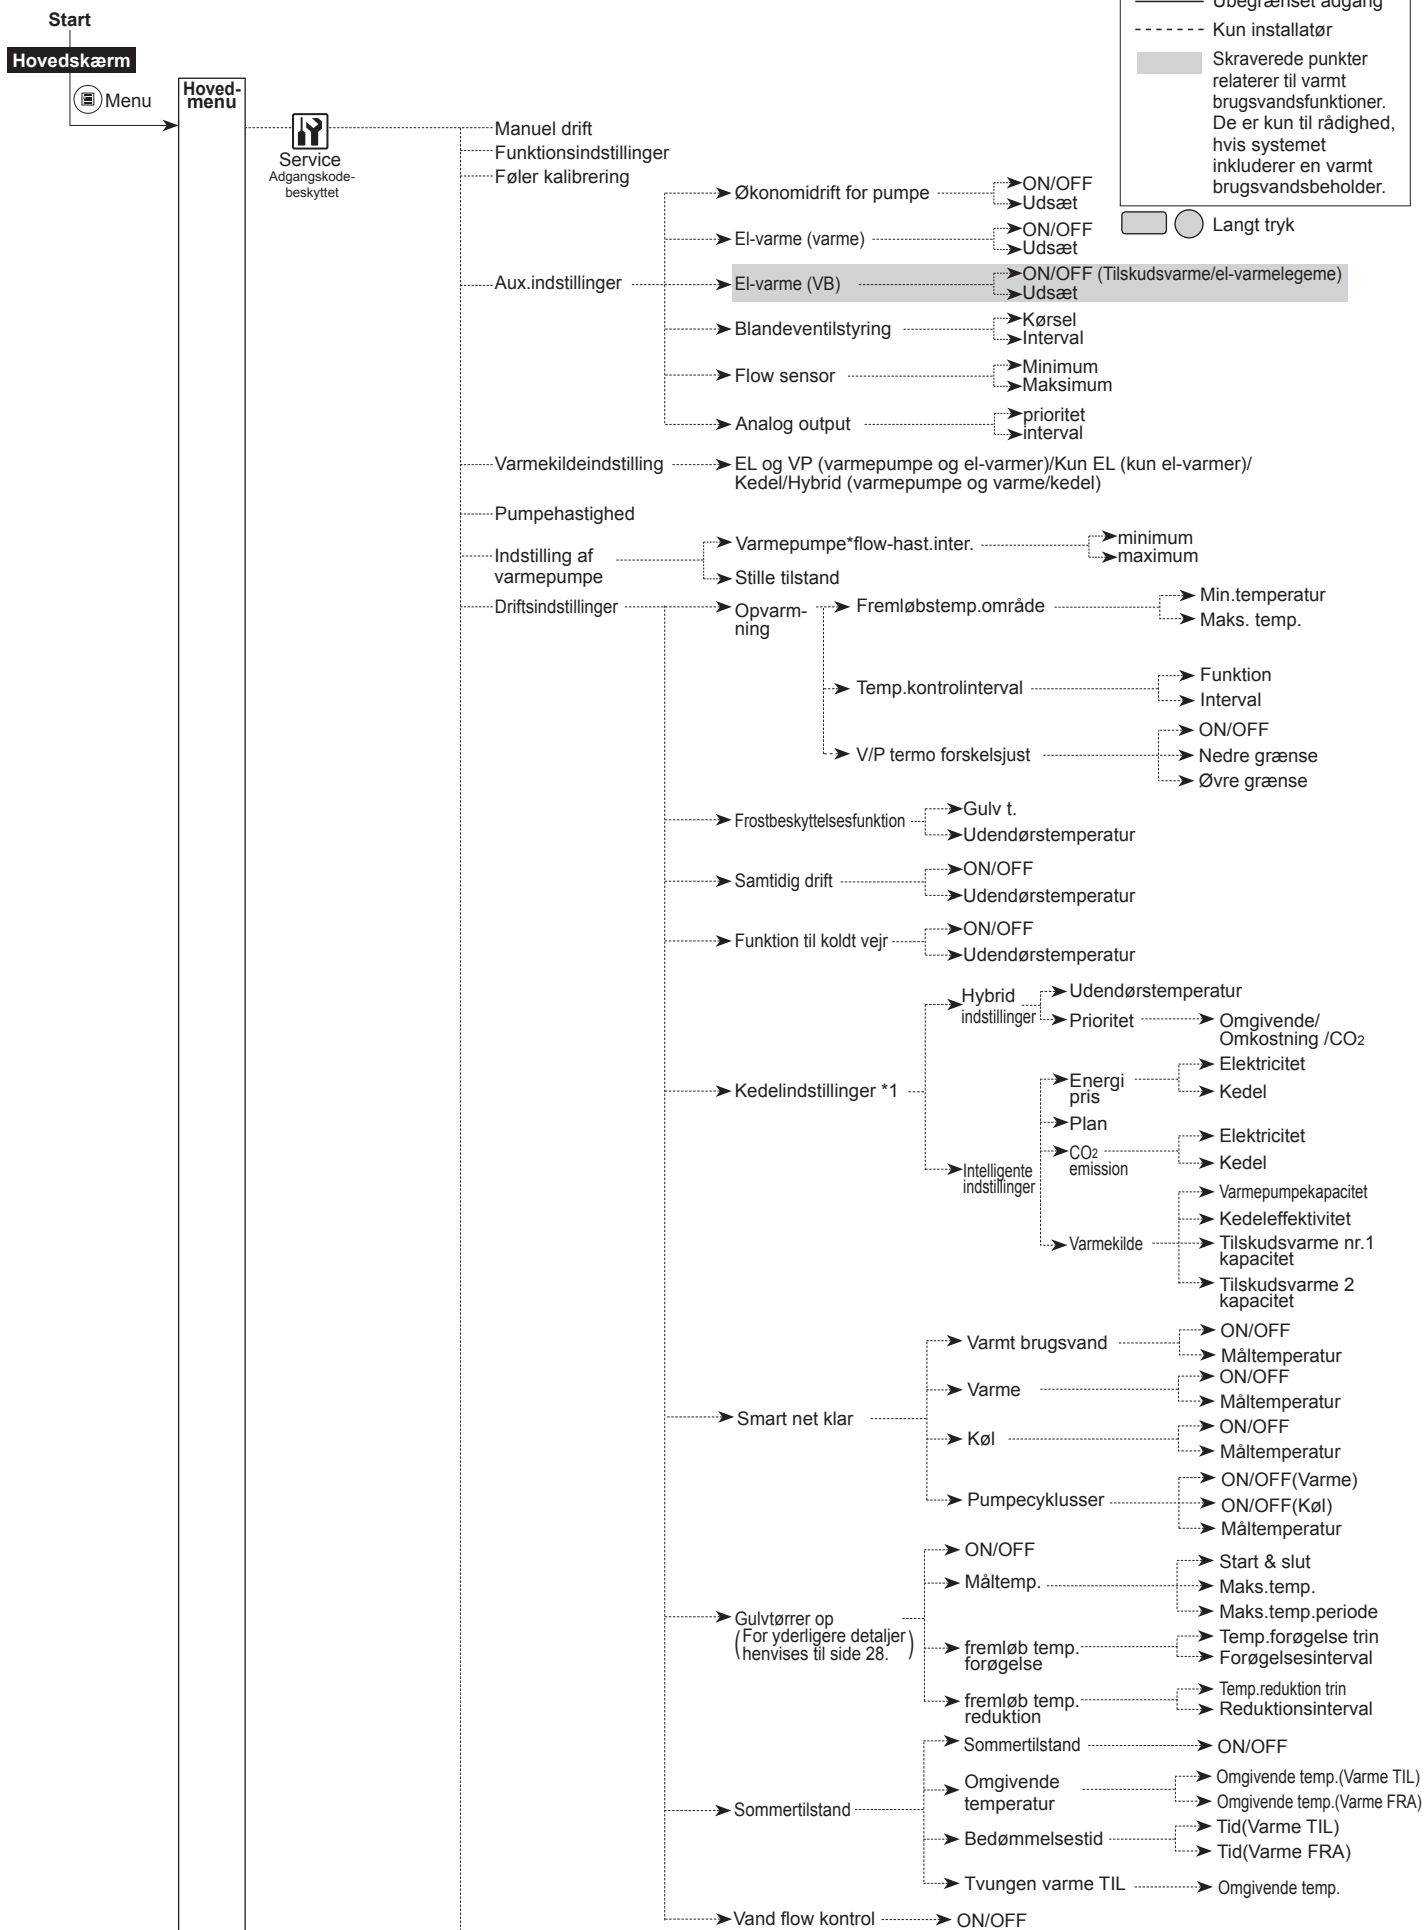 Start
Hovedskærm
Menu
Hoved-
menu
Ubegrænset adgang
Kun installatør
Skraverede punkter
relaterer til varmt
brugsvandsfunktioner.
De er kun til rådighed,
hvis systemet
inkluderer en varmt
brugsvandsbeholder.
Langt tryk
Service
Adgangskode-
beskyttet
Manuel drift
Funktionsindstillinger
Føler kalibrering
Aux.indstillinger
Økonomidrift for pumpe
ON/OFF
Udsæt
El-varme (varme)
ON/OFF
Udsæt
El-varme (VB)
ON/OFF (Tilskudsvarme/el-varmelegeme)
Udsæt
Blandeventilstyring
Kørsel
Interval
Flow sensor
Minimum
Maksimum
Analog output
prioritet
interval
Varmekildeindstilling
EL og VP (varmepumpe og el-varmer)/Kun EL (kun el-varmer)/
Kedel/Hybrid (varmepumpe og varme/kedel)
Pumpehastighed
Indstilling af
varmepumpe
Varmepumpe*flow-hast.inter.
minimum
maximum
Stille tilstand
Driftsindstillinger
Opvarm-
ning
Fremløbstemp.område
Min.temperatur
Maks. temp.
Temp.kontrolinterval
Funktion
Interval
V/P termo forskelsjust
ON/OFF
Nedre grænse
Øvre grænse
Frostbeskyttelsesfunktion
Gulv t.
Udendørstemperatur
Samtidig drift
ON/OFF
Udendørstemperatur
Funktion til koldt vejr
ON/OFF
Udendørstemperatur
Kedelindstillinger *1
Hybrid
indstillinger
Udendørstemperatur
Prioritet
Omgivende/
Omkostning /CO2
Intelligente
indstillinger
Energi
pris
Elektricitet
Kedel
Plan
CO2
emission
Elektricitet
Kedel
Varmekilde
Varmepumpekapacitet
Kedeleffektivitet
Tilskudsvarme nr.1
kapacitet
Tilskudsvarme 2
kapacitet
Smart net klar
Varmt brugsvand
ON/OFF
Måltemperatur
Varme
ON/OFF
Måltemperatur
Køl
ON/OFF
Måltemperatur
Pumpecyklusser
ON/OFF(Varme)
ON/OFF(Køl)
Måltemperatur
Gulvtørrer op
(For yderligere detaljer
henvises til side 28.)
ON/OFF
Måltemp.
Start & slut
Maks.temp.
Maks.temp.periode
fremløb temp.
forøgelse
Temp.forøgelse trin
Forøgelsesinterval
fremløb temp.
reduktion
Temp.reduktion trin
Reduktionsinterval
Sommertilstand
Sommertilstand
ON/OFF
Omgivende
temperatur
Omgivende temp.(Varme TIL)
Omgivende temp.(Varme FRA)
Bedømmelsestid
Tid(Varme TIL)
Tid(Varme FRA)
Tvungen varme TIL
Omgivende temp.
Vand flow kontrol
ON/OFF